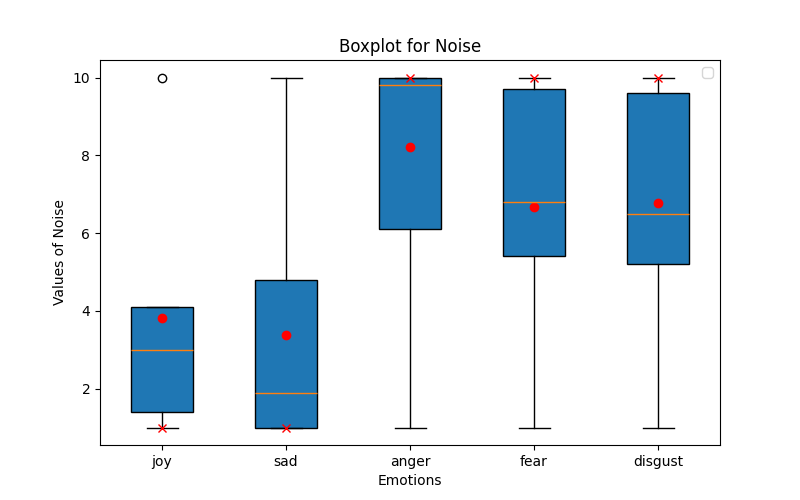 Boxplot for Noise
Values of Noise
10
8
6
4
2
joy sad anger fear disgust
Emotions